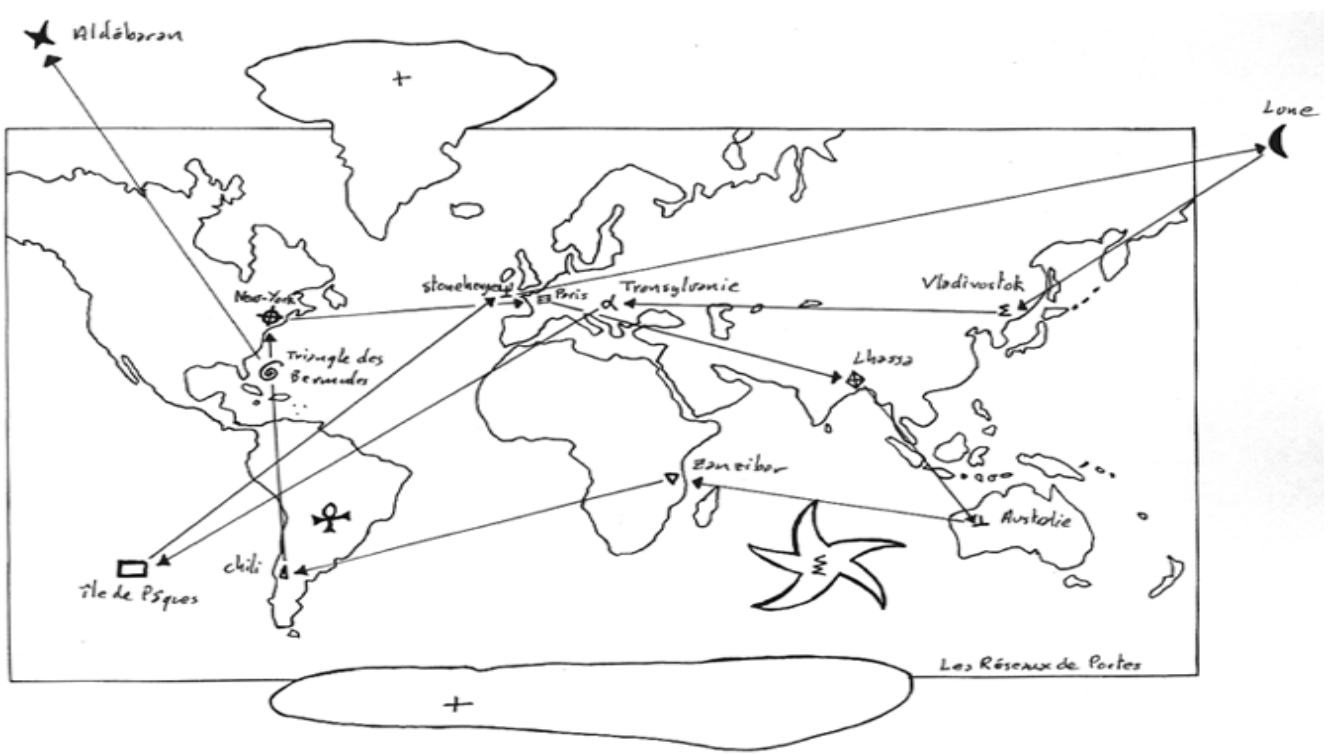 Aldébaran
Lune
New-York
Stonehenge
Paris
Transylvanie
Vladivostok
Triangle des
Bermudes
Lhassa
Zanzibar
Australie
Chili
île de Pâques
Les Réseaux de Portes